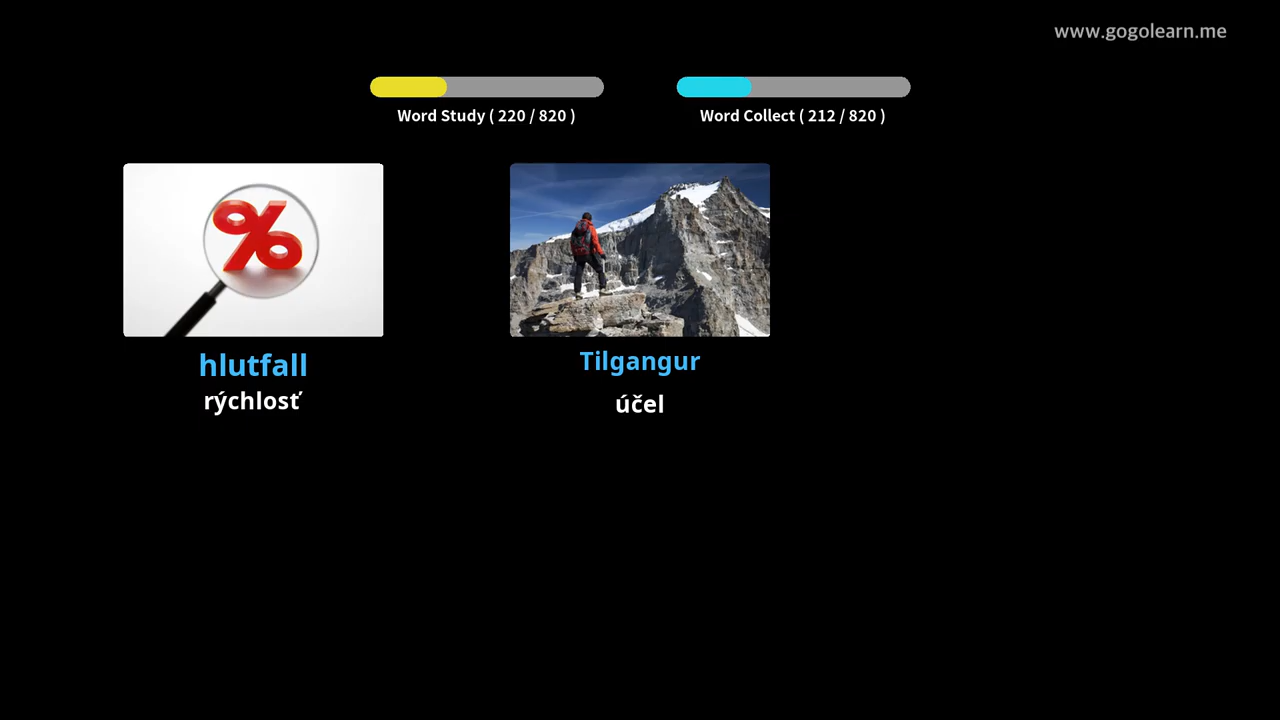 www.gogolearn.me
Word Study ( 220 / 820 )
Word Collect ( 212 / 820 )
%
hlutfall
rýchlosť
Tilgangur
účel